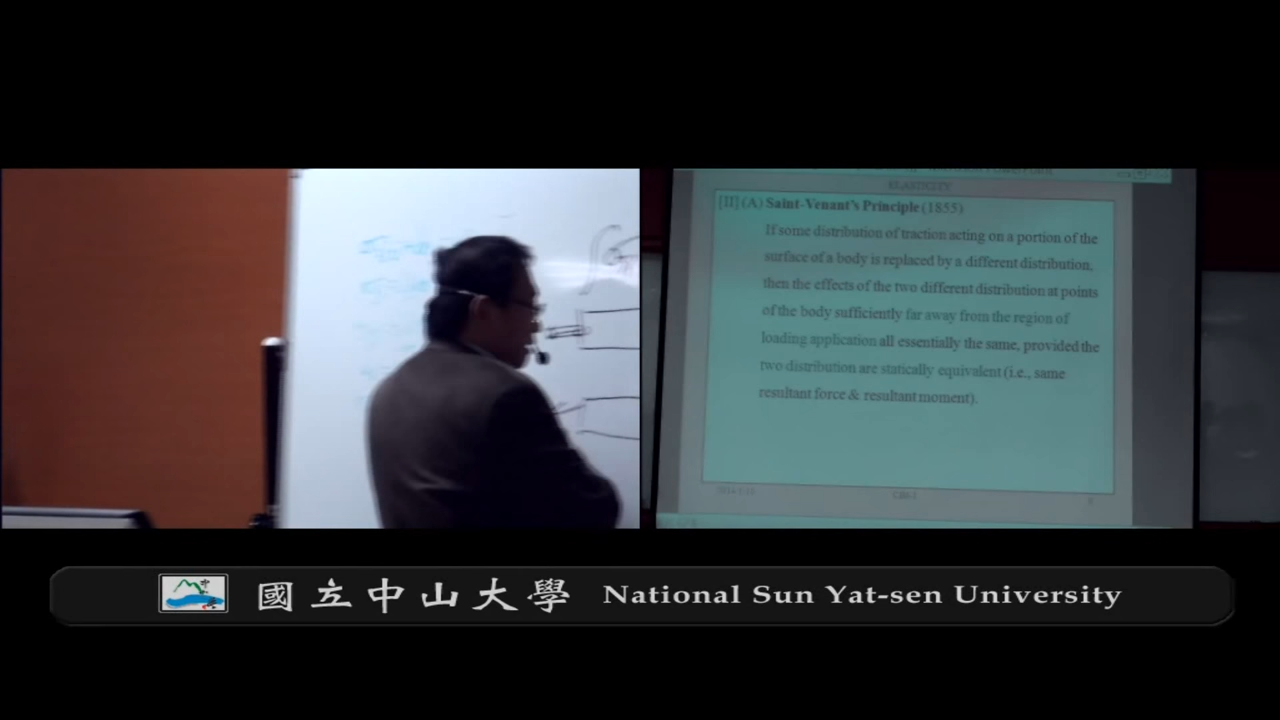 ELASTICITY
[II] (A) Saint-Venant's Principle (1855)
If some distribution of traction acting on a portion of the
surface of a body is replaced by a different distribution,
then the effects of the two different distribution at points
of the body sufficiently far away from the region of
loading application all essentially the same, provided the
two distribution are statically equivalent (i.e., same
resultant force & resultant moment).
國立中山大學 National Sun Yat-sen University